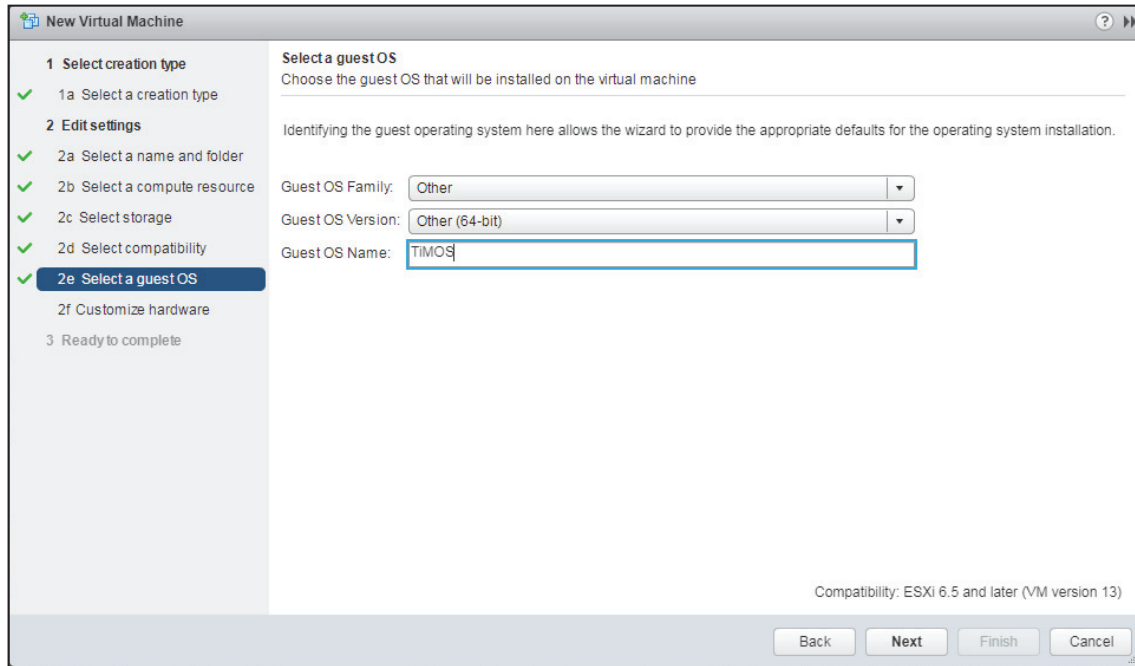 New Virtual Machine
?
1 Select creation type
1a Select a creation type
2 Edit settings
2a Select a name and folder
2b Select a compute resource
2c Select storage
2d Select compatibility
2e Select a guest OS
2f Customize hardware
3 Ready to complete
Select a guest OS
Choose the guest OS that will be installed on the virtual machine
Identifying the guest operating system here allows the wizard to provide the appropriate defaults for the operating system installation.
Guest OS Family: Other
Guest OS Version: Other (64-bit)
Guest OS Name: TiMOS
Compatibility: ESXi 6.5 and later (VM version 13)
Back Next Finish Cancel